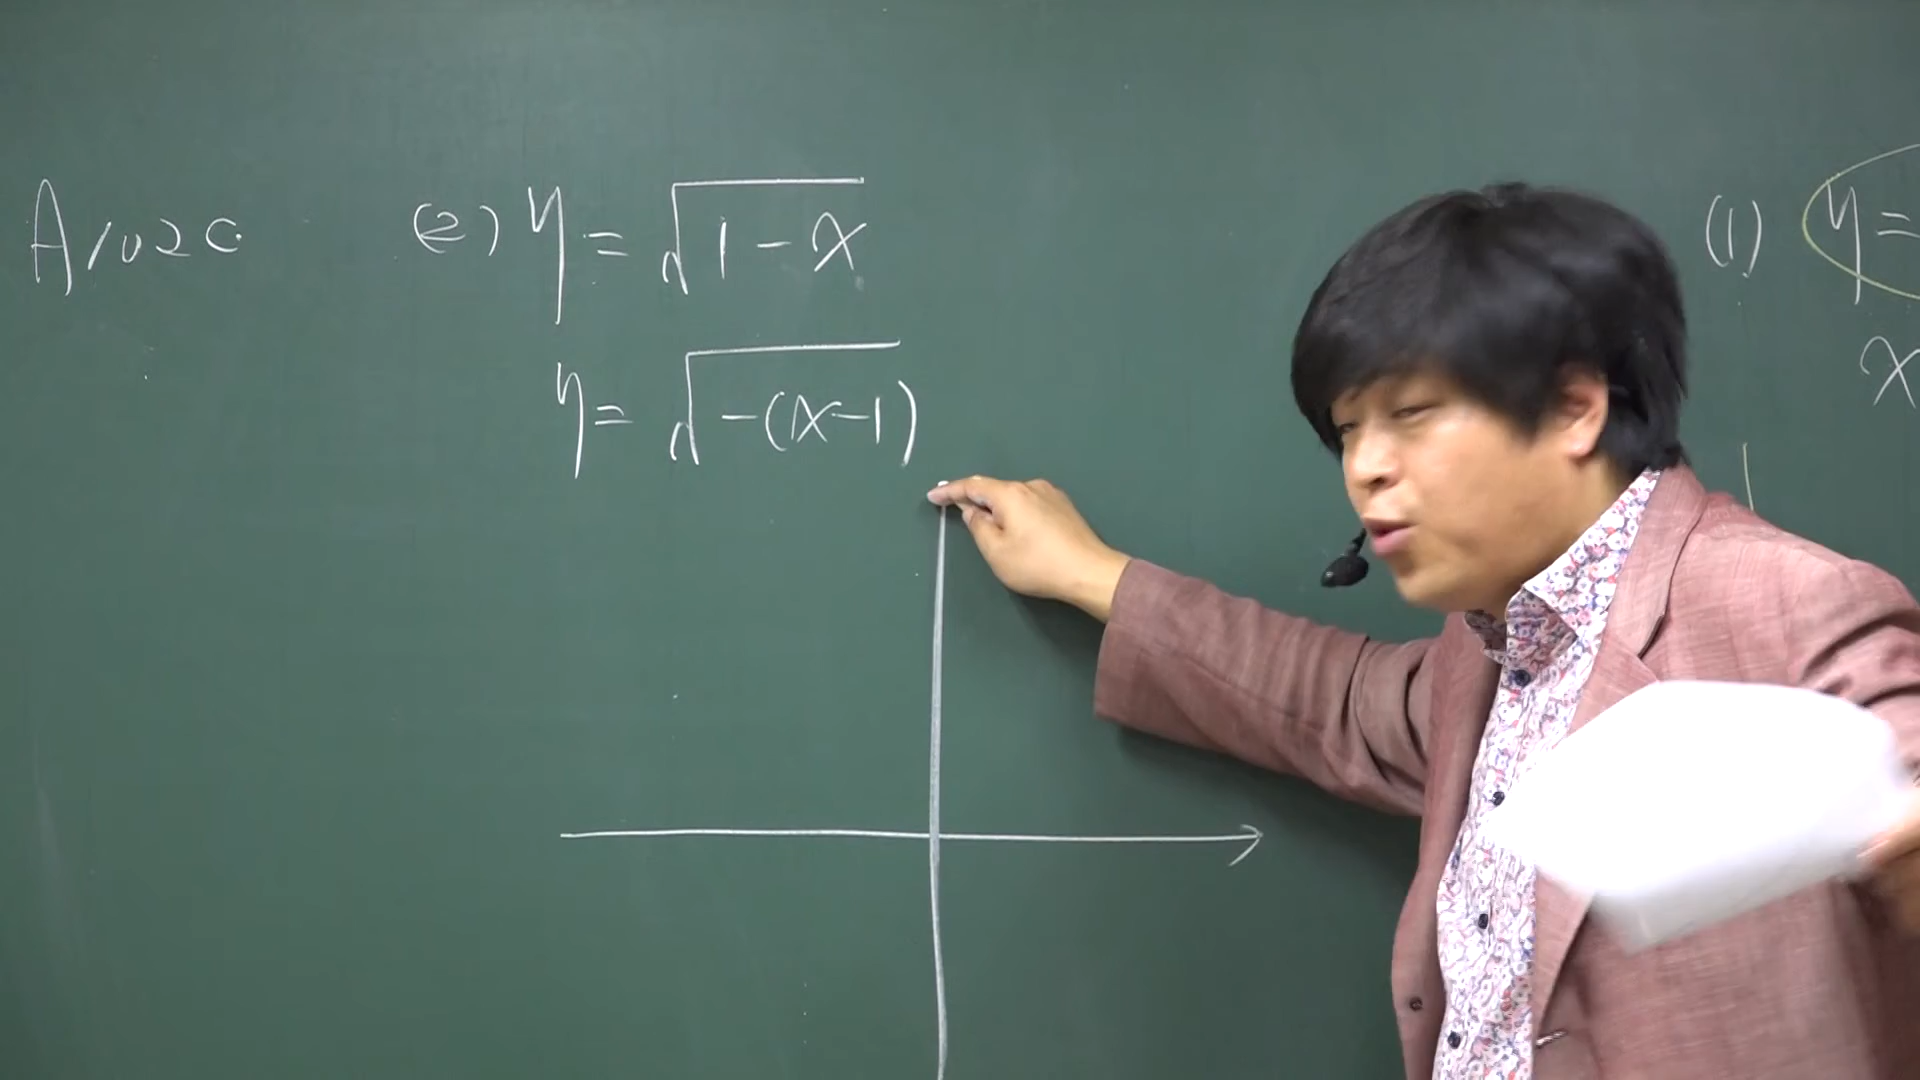 A1020 (2) y = √1-x
y = √-(x-1)
(1) y =
x